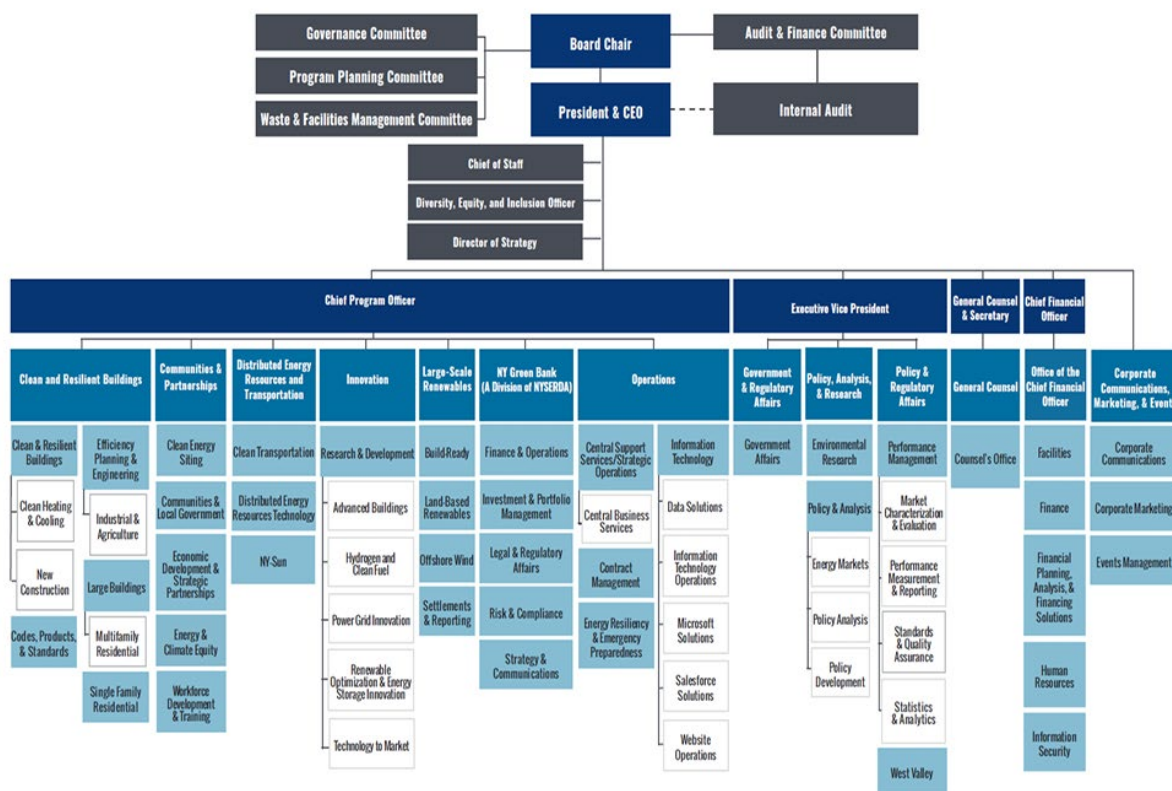 Governance Committee
Board Chair
Audit & Finance Committee
Program Planning Committee
President & CEO
Internal Audit
Waste & Facilities Management Committee
Chief of Staff
Diversity, Equity, and Inclusion Officer
Director of Strategy
Chief Program Officer
Executive Vice President
General Counsel
& Secretary
Chief Financial
Officer
Clean and Resilient Buildings
Communities &
Partnerships
Distributed Energy
Resources and
Transportation
Innovation
Large-Scale
Renewables
NY Green Bank
(A Division of NYSERDA)
Operations
Government
& Regulatory
Affairs
Policy, Analysis,
& Research
Policy &
Regulatory
Affairs
General Counsel
Office of the
Chief Financial
Officer
Corporate
Communications,
Marketing, & Event
Clean & Resilient
Buildings
Clean Heating
& Cooling
New
Construction
Codes, Products,
& Standards
Efficiency
Planning &
Engineering
Industrial &
Agriculture
Large Buildings
Multifamily
Residential
Single Family
Residential
Clean Energy
Siting
Communities &
Local Government
Economic
Development &
Strategic
Partnerships
Energy &
Climate Equity
Workforce
Development
& Training
Clean Transportation
Distributed Energy
Resources Technology
NY-Sun
Research & Development
Advanced Buildings
Hydrogen and
Clean Fuel
Power Grid Innovation
Renewable
Optimization & Energy
Storage Innovation
Technology to Market
Build-Ready
Land-Based
Renewables
Offshore Wind
Settlements
& Reporting
Finance & Operations
Investment & Portfolio
Management
Legal & Regulatory
Affairs
Risk & Compliance
Strategy &
Communications
Central Support
Services/Strategic
Operations
Central Business
Services
Contract
Management
Energy Resiliency
& Emergency
Preparedness
Information
Technology
Data Solutions
Information
Technology
Operations
Microsoft
Solutions
Salesforce
Solutions
Website
Operations
Government
Affairs
Environmental
Research
Policy & Analysis
Energy Markets
Policy Analysis
Policy
Development
Performance
Management
Market
Characterization
& Evaluation
Performance
Measurement
& Reporting
Standards
& Quality
Assurance
Statistics
& Analytics
West Valley
Counsel's Office
Facilities
Finance
Financial
Planning,
Analysis, &
Financing
Solutions
Human
Resources
Information
Security
Corporate
Communications
Corporate Marketing
Events Management